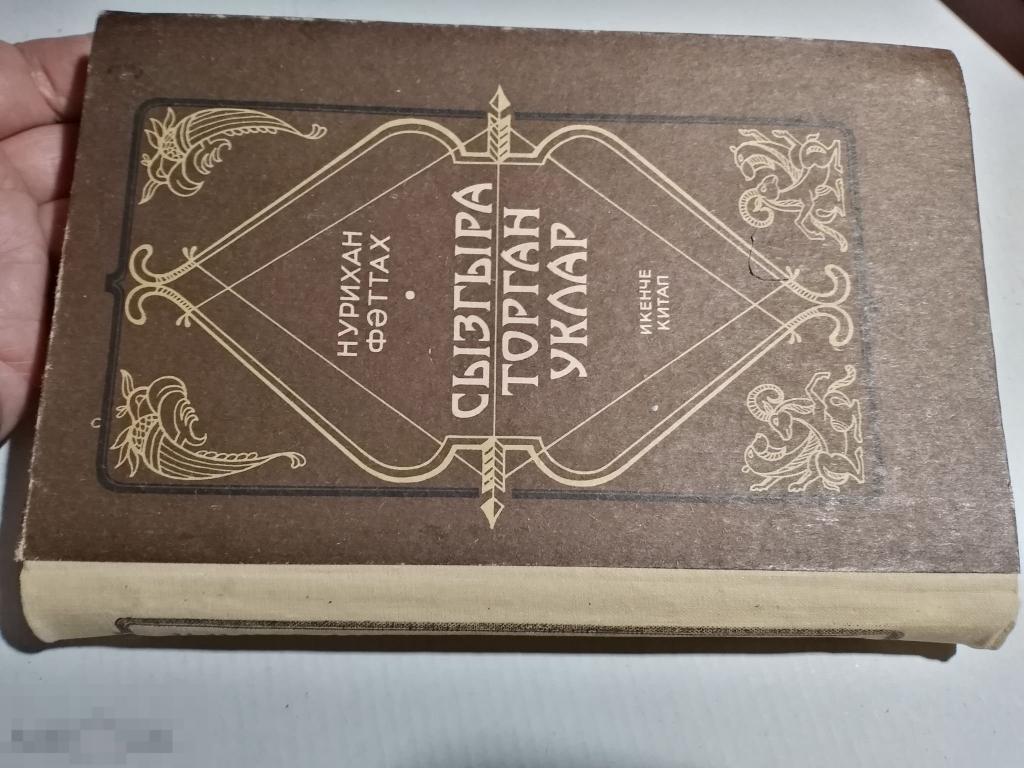 НУРИХАН
ФӘТТАХ
СЫЗГЫРА
ТОРГАН
УКЛАР
ИКЕНЧЕ
КИТАП